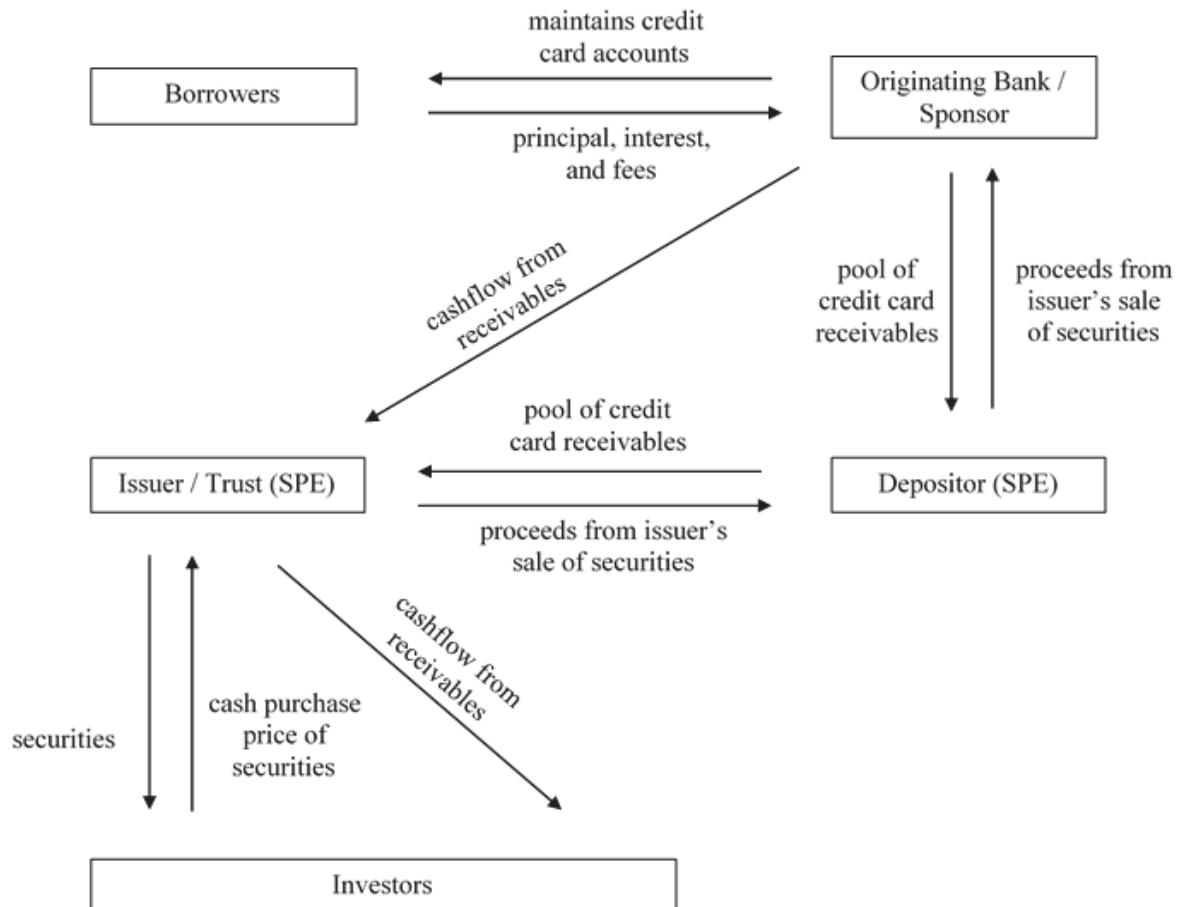 maintains credit
card accounts
Borrowers
Originating Bank /
Sponsor
principal, interest,
and fees
cashflow from
receivables
pool of
credit card
receivables
proceeds from
issuer’s sale
of securities
pool of credit
card receivables
Issuer / Trust (SPE)
Depositor (SPE)
proceeds from issuer’s
sale of securities
cashflow from
receivables
securities
cash purchase
price of
securities
Investors